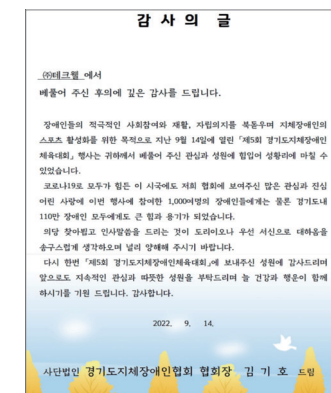 감 사 의 글
㈜테크웰 에서
베풀어 주신 후의에 깊은 감사를 드립니다.
장애인들의 적극적인 사회참여와 재활, 자립의지를 북돋우며 지체장애인의
스포츠 활성화를 위한 목적으로 지난 9월 14일에 열린 「제5회 경기도지체장애인
체육대회」 행사는 귀하께서 베풀어 주신 관심과 성원에 힘입어 성황리에 마칠 수
있었습니다.
코로나19로 모두가 힘든 이 시국에도 저희 협회에 보여주신 많은 관심과 진심
어린 사랑에 이번 행사에 참여한 1,000여명의 장애인들에게는 물론 경기도내
110만 장애인 모두에게도 큰 힘과 용기가 되었습니다.
의당 찾아뵙고 인사말씀을 드리는 것이 도리이오나 우선 서신으로 대하옴을
송구스럽게 생각하오며 널리 양해해 주시기 바랍니다.
다시 한번 「제5회 경기도지체장애인체육대회」에 보내주신 성원에 감사드리며
앞으로도 지속적인 관심과 따뜻한 성원을 부탁드리며 늘 건강과 행운이 함께
하시기를 기원 드립니다. 감사합니다.
2022. 9. 14.
사단법인 경기도지체장애인협회 협회장 김 기 호 드림